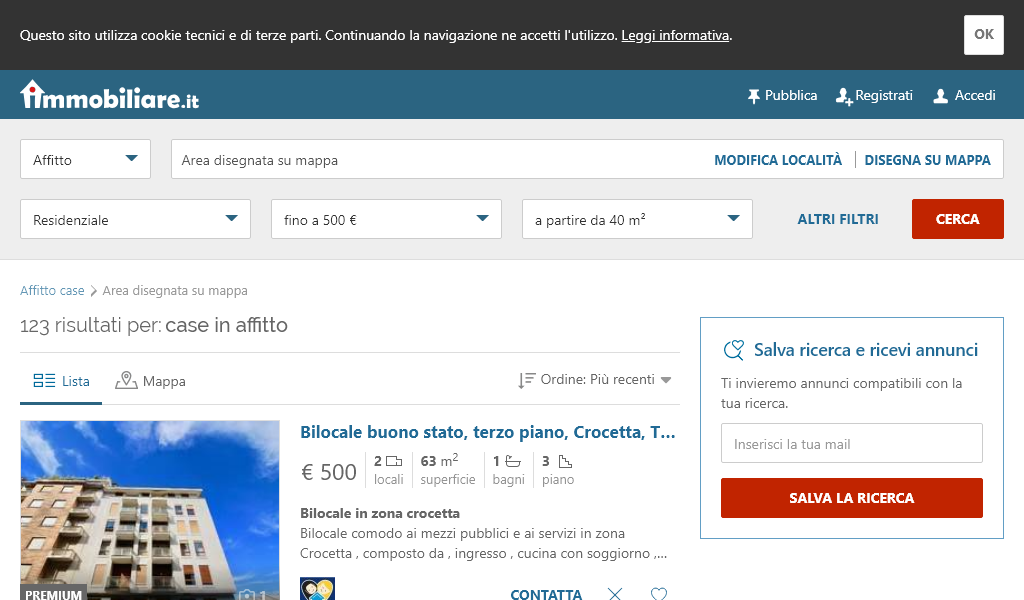 Questo sito utilizza cookie tecnici e di terze parti. Continuando la navigazione ne accetti l'utilizzo. Leggi informativa.
OK
immobiliare.it
Pubblica
Registrati
Accedi
Affitto
Area disegnata su mappa
MODIFICA LOCALITÀ
DISEGNA SU MAPPA
Residenziale
fino a 500 €
a partire da 40 m²
ALTRI FILTRI
CERCA
Affitto case > Area disegnata su mappa
123 risultati per: case in affitto
Lista
Mappa
Ordine: Più recenti
Bilocale buono stato, terzo piano, Crocetta, T...
€ 500
2 locali
63 m² superficie
1 bagni
3 piano
Bilocale in zona crocetta
Bilocale comodo ai mezzi pubblici e ai servizi in zona
Crocetta , composto da , ingresso , cucina con soggiorno ,...
PREMIUM
1
CONTATTA
Salva ricerca e ricevi annunci
Ti invieremo annunci compatibili con la
tua ricerca.
Inserisci la tua mail
SALVA LA RICERCA